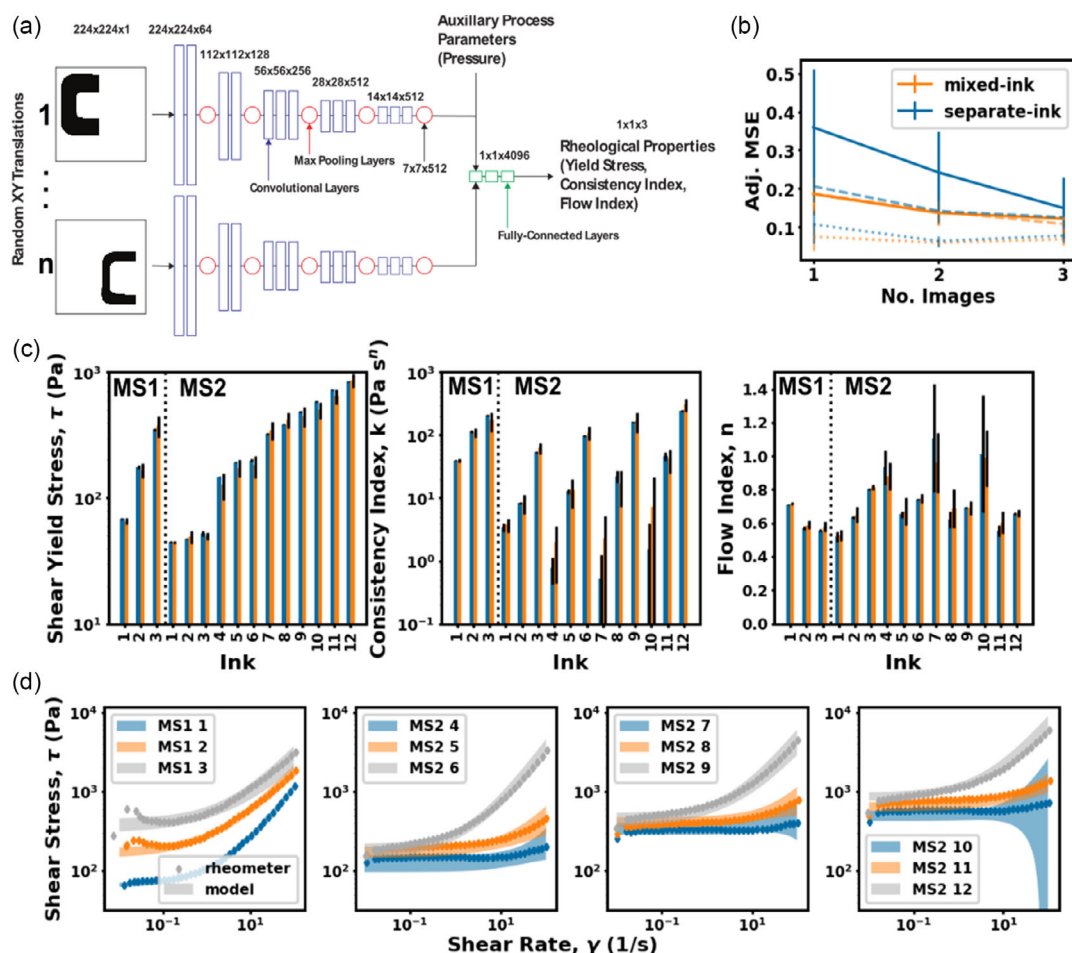 (a)
224x224x1
224x224x64
112x112x128
56x56x256
28x28x512
14x14x512
Auxillary Process
Parameters
(Pressure)
Random XY Translations
1
n
Max Pooling Layers
Convolutional Layers
7x7x512
1x1x4096
1x1x3
Rheological Properties
(Yield Stress,
Consistency Index,
Flow Index)
Fully-Connected Layers
(b)
Adj. MSE
0.5
0.4
0.3
0.2
0.1
mixed-ink
separate-ink
1 2 3
No. Images
(c)
Shear Yield Stress, τ (Pa)
10³
10²
10¹
MS1 MS2
1 2 3 1 2 3 4 5 6 7 8 9 10 11 12
Ink
Consistency Index, k (Pa sⁿ)
10³
10²
10¹
10⁰
10⁻¹
MS1 MS2
1 2 3 1 2 3 4 5 6 7 8 9 10 11 12
Ink
Flow Index, n
1.4
1.2
1.0
0.8
0.6
0.4
0.2
0.0
MS1 MS2
1 2 3 1 2 3 4 5 6 7 8 9 10 11 12
Ink
(d)
Shear Stress, τ (Pa)
10⁴
10³
10²
MS1 1
MS1 2
MS1 3
rheometer
model
10⁻¹ 10¹
10⁴
10³
10²
MS2 4
MS2 5
MS2 6
10⁻¹ 10¹
10⁴
10³
10²
MS2 7
MS2 8
MS2 9
10⁻¹ 10¹
10⁴
10³
10²
MS2 10
MS2 11
MS2 12
10⁻¹ 10¹
Shear Rate, γ (1/s)